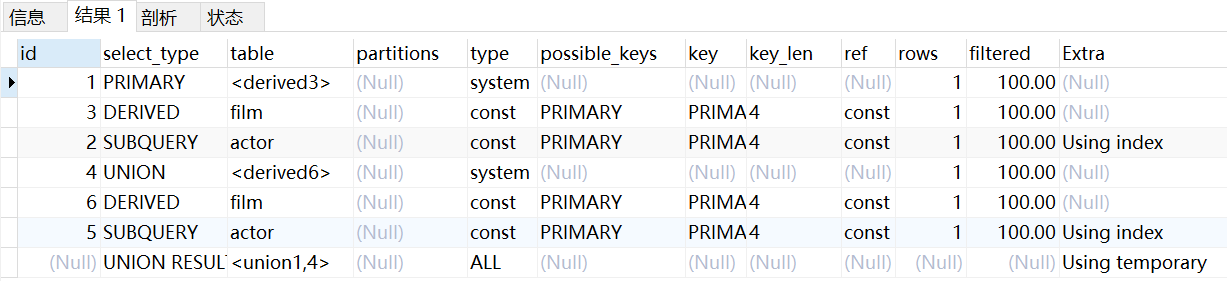 信息 结果 1 剖析 状态
id select_type table partitions type possible_keys key key_len ref rows filtered Extra
1 PRIMARY <derived3> (Null) system (Null) (Null) (Null) (Null) 1 100.00 (Null)
3 DERIVED film (Null) const PRIMARY PRIMA 4 const 1 100.00 (Null)
2 SUBQUERY actor (Null) const PRIMARY PRIMA 4 const 1 100.00 Using index
4 UNION <derived6> (Null) system (Null) (Null) (Null) (Null) 1 100.00 (Null)
6 DERIVED film (Null) const PRIMARY PRIMA 4 const 1 100.00 (Null)
5 SUBQUERY actor (Null) const PRIMARY PRIMA 4 const 1 100.00 Using index
(Null) UNION RESUL <union1,4> (Null) ALL (Null) (Null) (Null) (Null) (Null) (Null) Using temporary